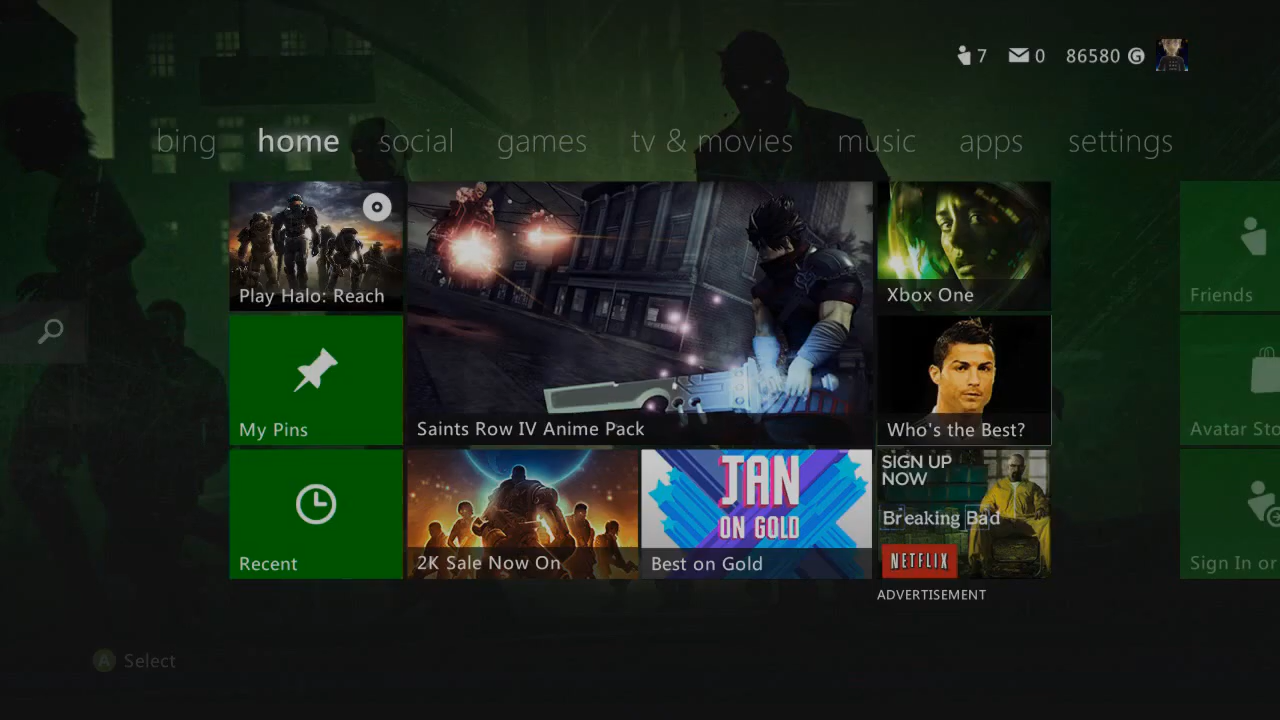 7 0 86580 G
bing home social games tv & movies music apps settings
Play Halo: Reach
My Pins
Recent
Saints Row IV Anime Pack
2K Sale Now On
JAN
ON GOLD
Best on Gold
Xbox One
Who's the Best?
SIGN UP
NOW
Breaking Bad
NETFLIX
ADVERTISEMENT
Friends
Avatar Sto
Sign In or
A Select